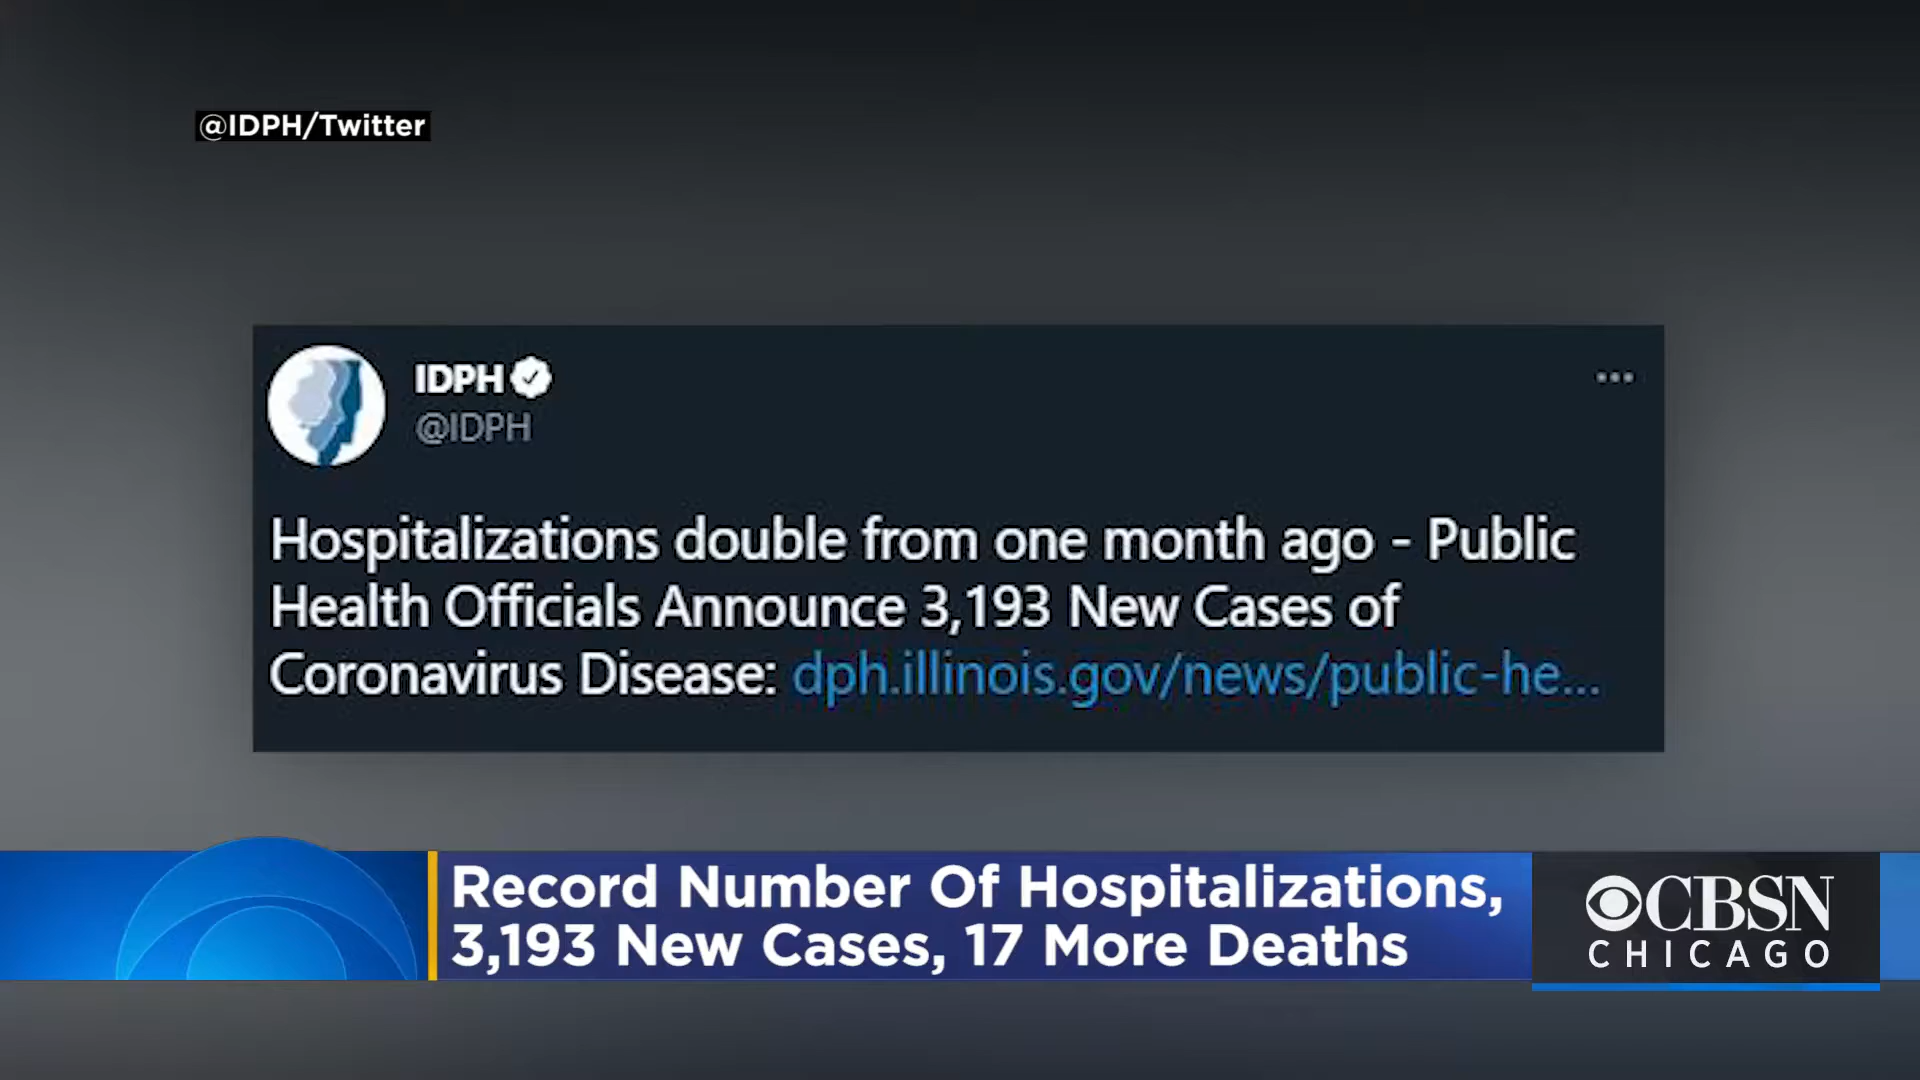 @IDPH/Twitter
IDPH
@IDPH
Hospitalizations double from one month ago - Public
Health Officials Announce 3,193 New Cases of
Coronavirus Disease: dph.illinois.gov/news/public-he...
Record Number Of Hospitalizations,
3,193 New Cases, 17 More Deaths
CBSN
CHICAGO